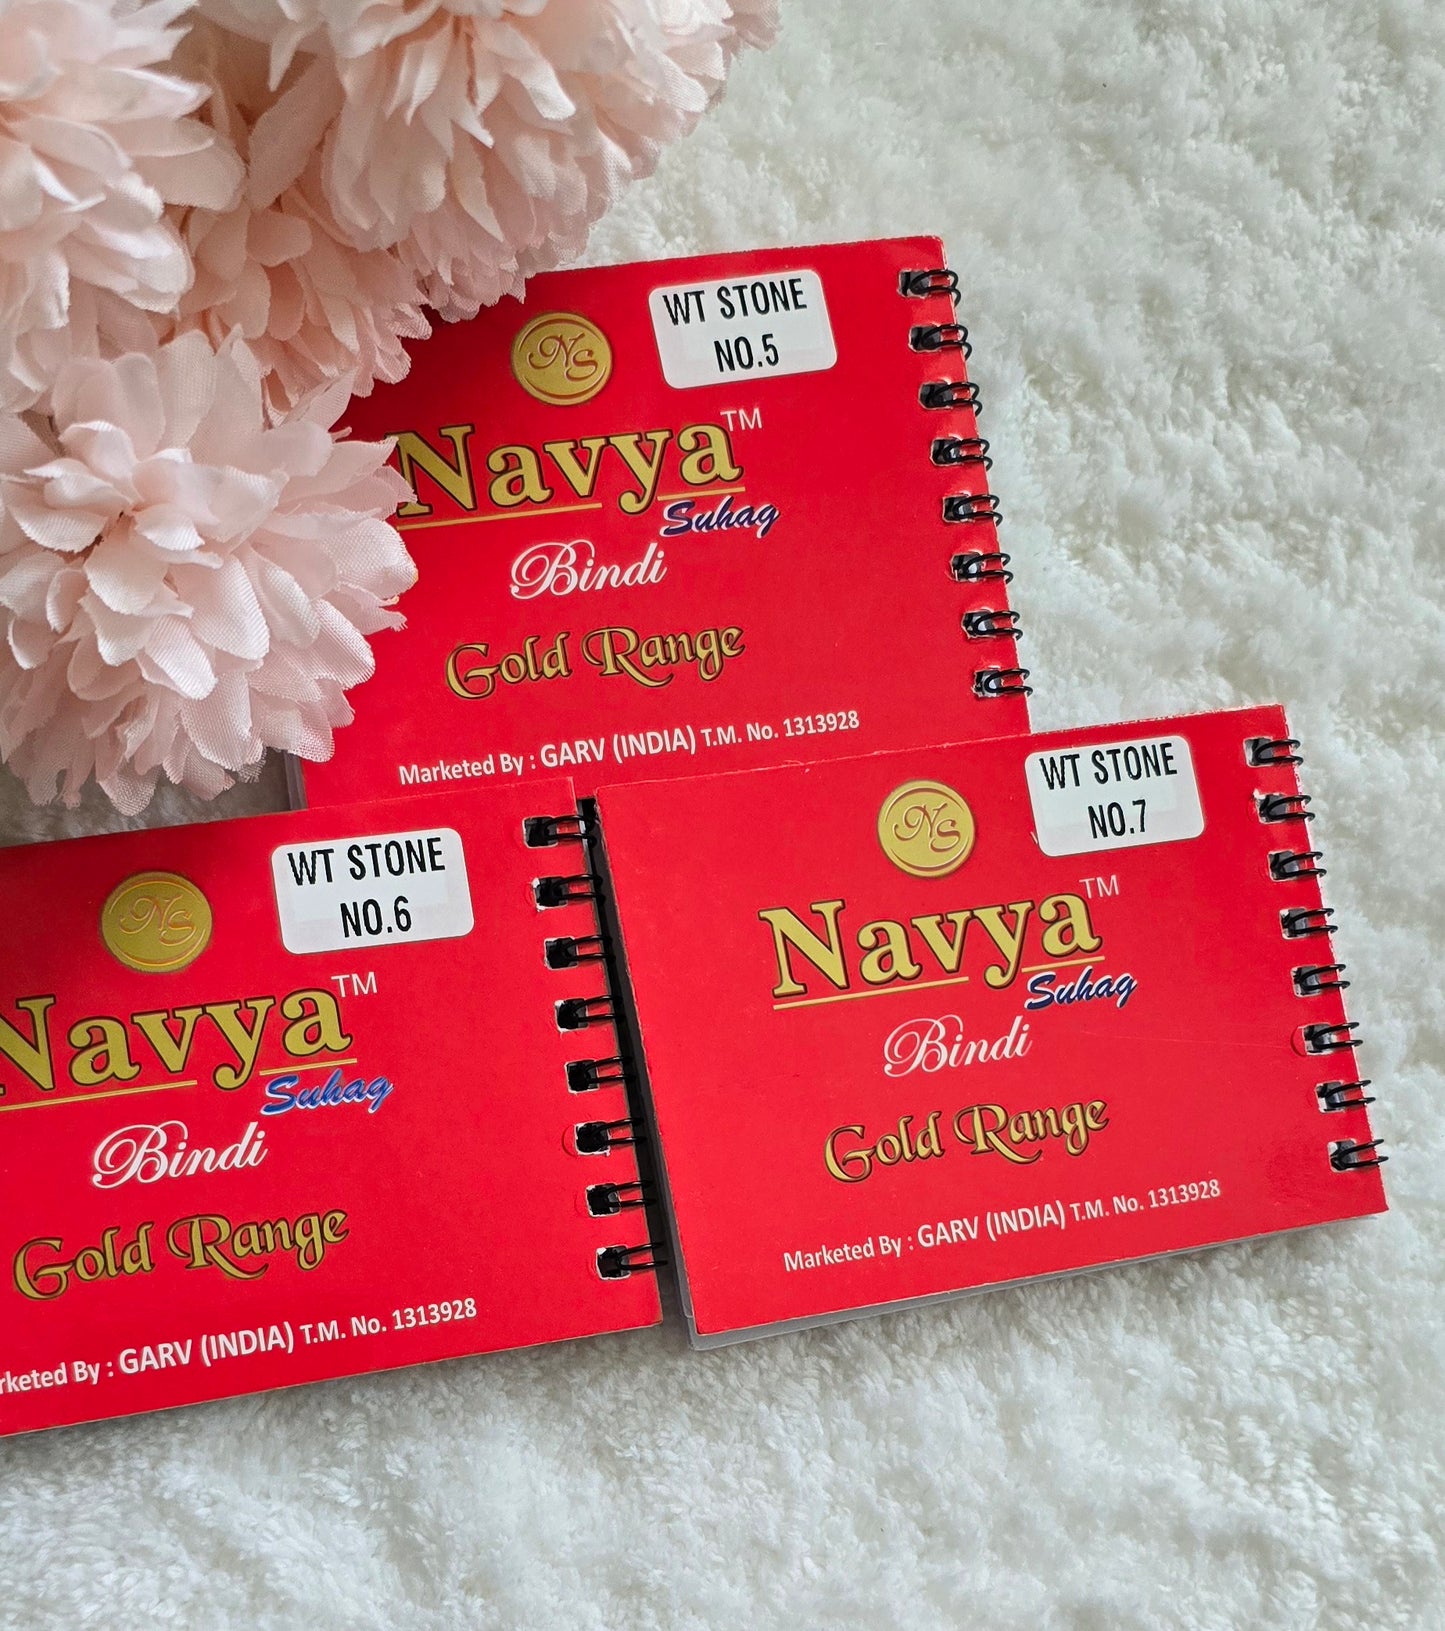 WT STONE
NO.5
NS
Navya™
Suhag
Bindi
Gold Range
Marketed By : GARV (INDIA) T.M. No. 1313928
WT STONE
NO.6
NS
Navya™
Suhag
Bindi
Gold Range
rketed By : GARV (INDIA) T.M. No. 1313928
WT STONE
NO.7
NS
Navya™
Suhag
Bindi
Gold Range
Marketed By : GARV (INDIA) T.M. No. 1313928